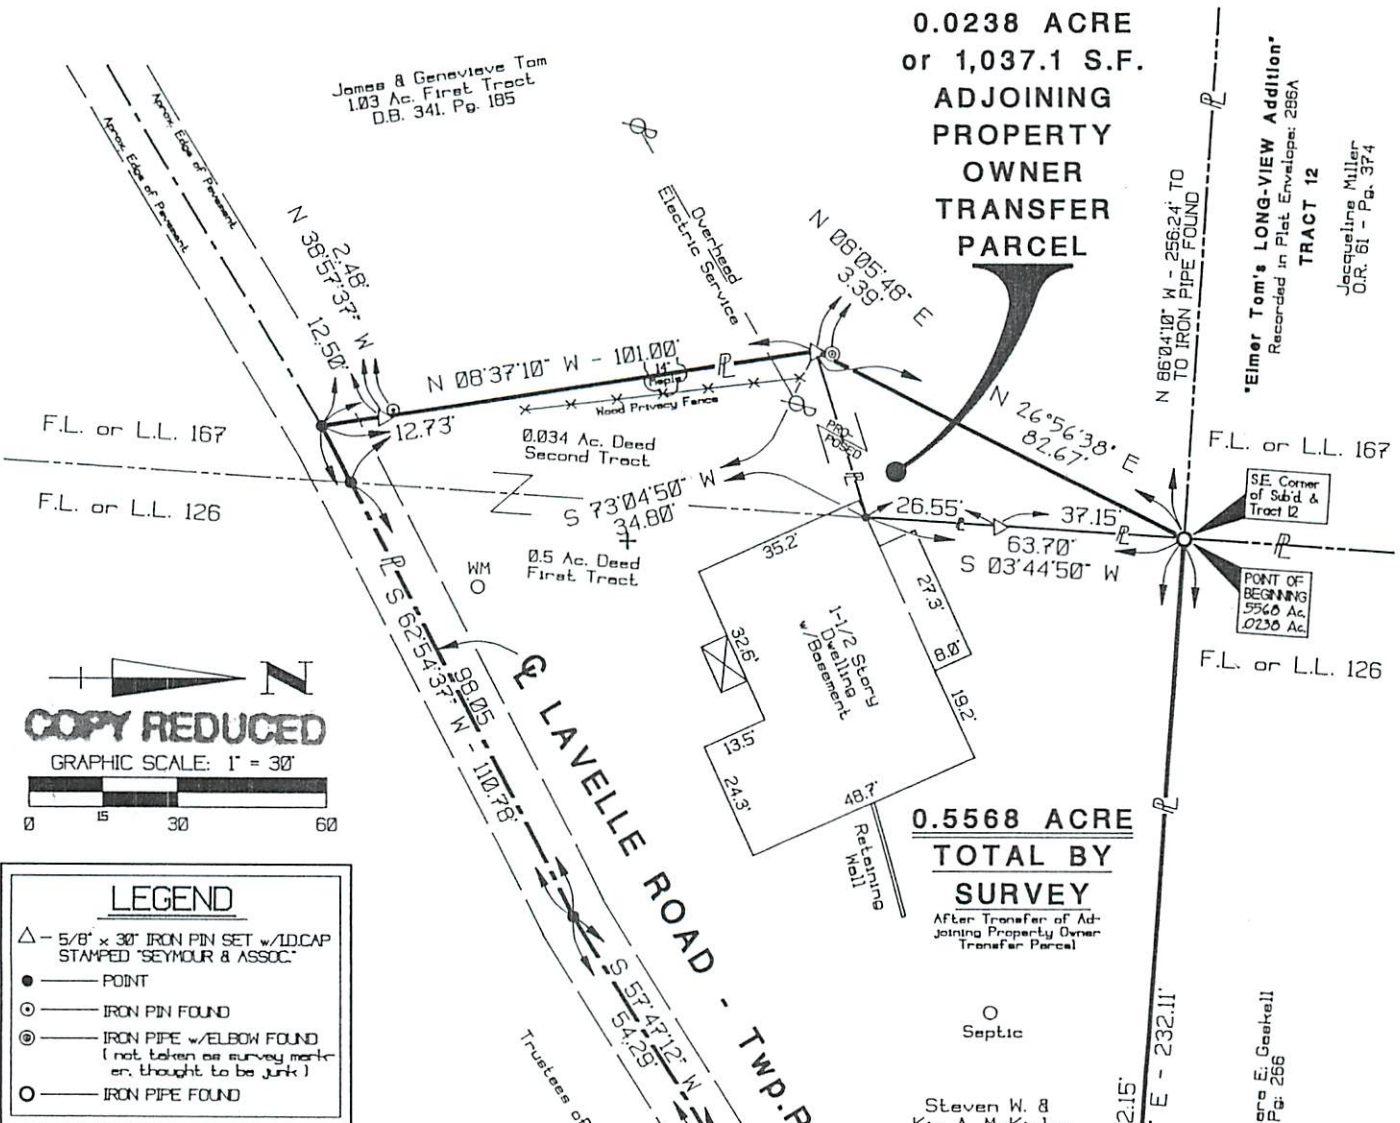 0.0238 ACRE
or 1,037.1 S.F.
ADJOINING
PROPERTY
OWNER
TRANSFER
PARCEL
James & Genevieve Tom
1.03 Ac. First Tract
D.B. 341, Pg. 185
Aprox. Edge of Pavement
Aprox. Edge of Pavement
Overhead
Electric Service
N 86°04'10" W - 256.24' TO
TO IRON PIPE FOUND
"Elmer Tom's LONG-VIEW Addition"
Recorded in Plat Envelope: 286A
TRACT 12
Jacqueline Miller
O.R. 61 - Pg. 374
2.48'
N 38°57'37" W
12.50'
N 08°05'48" E
3.39'
N 08°37'10" W - 101.00'
14"
Maple
Wood Privacy Fence
12.73'
F.L. or L.L. 167
F.L. or L.L. 126
0.034 Ac. Deed
Second Tract
PRO-
POSED
N 26°56'38" E
82.67'
F.L. or L.L. 167
S.E. Corner
of Sub'd &
Tract 12
S 73°04'50" W
34.80'
26.55'
37.15'
63.70'
S 03°44'50" W
0.5 Ac. Deed
First Tract
WM
POINT OF
BEGINNING
.5568 Ac.
.0238 Ac.
F.L. or L.L. 126
35.2'
27.3'
8.0'
19.2'
32.6'
13.5'
24.3'
48.7'
1-1/2 Story
Dwelling
w/Basement
Retaining
Wall
S 62°54'37" W - 110.78'
98.05
N
COPY REDUCED
GRAPHIC SCALE: 1" = 30'
0 15 30 60
CL LAVELLE ROAD - Twp.R
0.5568 ACRE
TOTAL BY
SURVEY
After Transfer of Ad-
joining Property Owner
Transfer Parcel
LEGEND
5/8" x 30" IRON PIN SET w/I.D.CAP
STAMPED "SEYMOUR & ASSOC."
POINT
IRON PIN FOUND
IRON PIPE w/ELBOW FOUND
( not taken as survey mark-
er, thought to be junk )
IRON PIPE FOUND
S 57°47'12" W
54.29'
Trustees of
Septic
Steven W. &
2.15'
E - 232.11'
E. Gaskell
Pg: 266